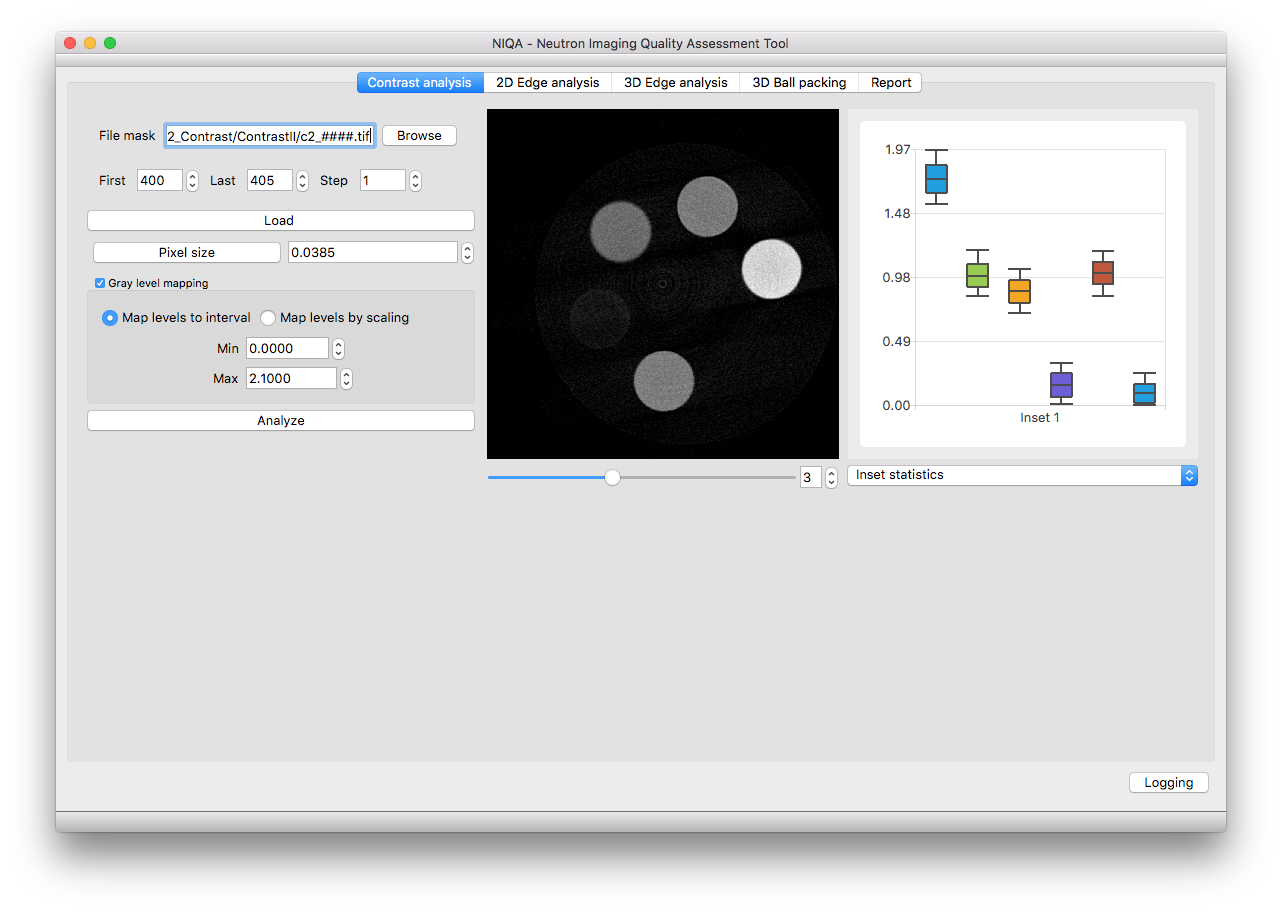 NIQA - Neutron Imaging Quality Assessment Tool
Contrast analysis 2D Edge analysis 3D Edge analysis 3D Ball packing Report
File mask 2_Contrast/ContrastII/c2_####.tif Browse
First 400 Last 405 Step 1
Load
Pixel size 0.0385
Gray level mapping
Map levels to interval Map levels by scaling
Min 0.0000
Max 2.1000
Analyze
3
1.97
1.48
0.98
0.49
0.00
Inset 1
Inset statistics
Logging